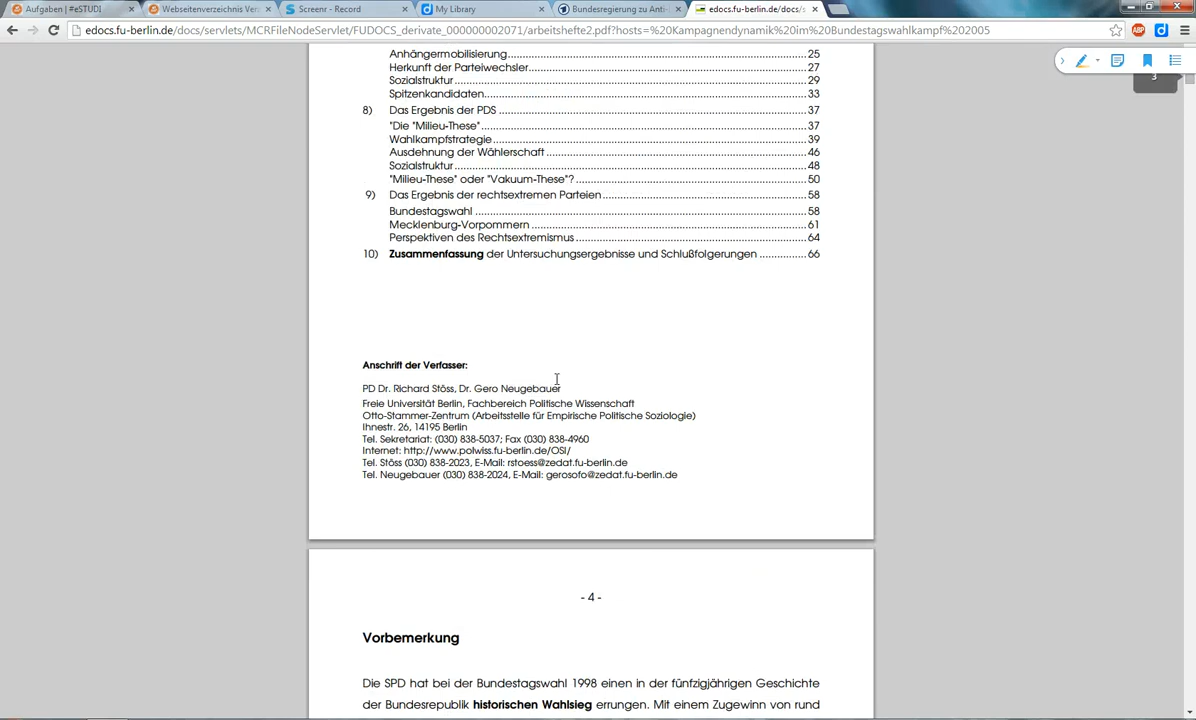 Aufgaben | #eSTUDI
Webseitenverzeichnis Ver
Screenr - Record
My Library
Bundesregierung zu Anti-
edocs.fu-berlin.de/docs/s
edocs.fu-berlin.de/docs/servlets/MCRFileNodeServlet/FUDOCS_derivate_000000002071/arbeitshefte2.pdf?hosts=%20Kampagnendynamik%20im%20Bundestagswahlkampf%202005
ABP
3
Anhängermobilisierung 25
Herkunft der Parteiwechsler 27
Sozialstruktur 29
Spitzenkandidaten 33
8) Das Ergebnis der PDS 37
"Die "Milieu-These" 37
Wahlkampfstrategie 39
Ausdehnung der Wählerschaft 46
Sozialstruktur 48
"Milieu-These" oder "Vakuum-These"? 50
9) Das Ergebnis der rechtsextremen Parteien 58
Bundestagswahl 58
Mecklenburg-Vorpommern 61
Perspektiven des Rechtsextremismus 64
10) Zusammenfassung der Untersuchungsergebnisse und Schlußfolgerungen 66
Anschrift der Verfasser:
PD Dr. Richard Stöss, Dr. Gero Neugebauer
Freie Universität Berlin, Fachbereich Politische Wissenschaft
Otto-Stammer-Zentrum (Arbeitsstelle für Empirische Politische Soziologie)
Ihnestr. 26, 14195 Berlin
Tel. Sekretariat: (030) 838-5037; Fax (030) 838-4960
Internet: http://www.polwiss.fu-berlin.de/OSI/
Tel. Stöss (030) 838-2023, E-Mail: rstoess@zedat.fu-berlin.de
Tel. Neugebauer (030) 838-2024, E-Mail: gerosofo@zedat.fu-berlin.de
- 4 -
Vorbemerkung
Die SPD hat bei der Bundestagswahl 1998 einen in der fünfzigjährigen Geschichte
der Bundesrepublik historischen Wahlsieg errungen. Mit einem Zugewinn von rund